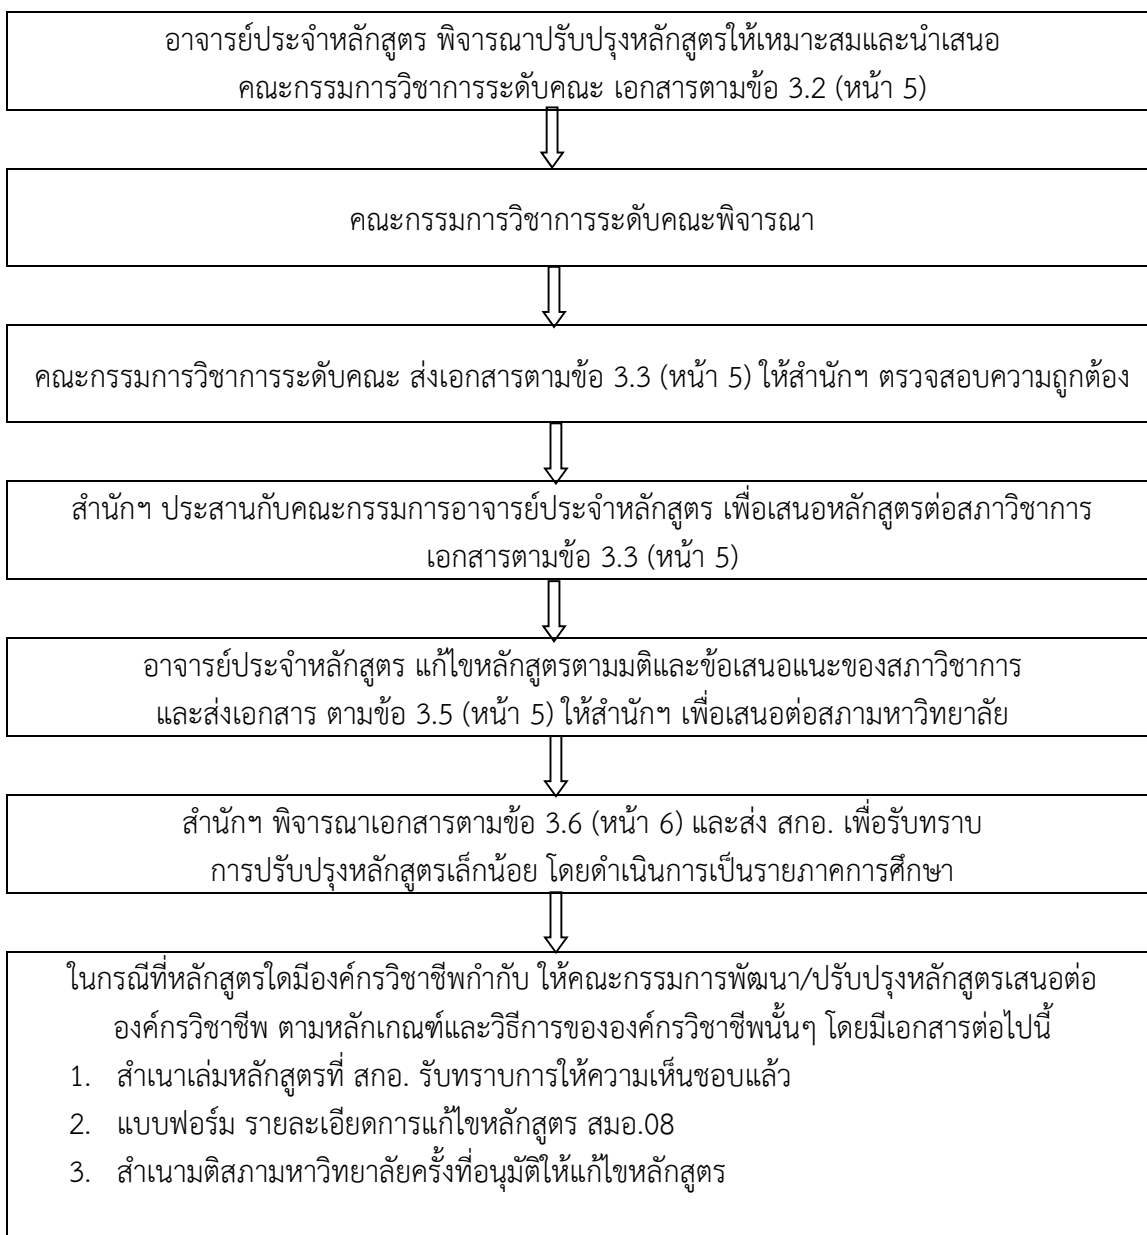 อาจารย์ประจำหลักสูตร พิจารณาปรับปรุงหลักสูตรให้เหมาะสมและนำเสนอ
คณะกรรมการวิชาการระดับคณะ เอกสารตามข้อ 3.2 (หน้า 5)
คณะกรรมการวิชาการระดับคณะพิจารณา
คณะกรรมการวิชาการระดับคณะ ส่งเอกสารตามข้อ 3.3 (หน้า 5) ให้สำนักฯ ตรวจสอบความถูกต้อง
สำนักฯ ประสานกับคณะกรรมการอาจารย์ประจำหลักสูตร เพื่อเสนอหลักสูตรต่อสภาวิชาการ
เอกสารตามข้อ 3.3 (หน้า 5)
อาจารย์ประจำหลักสูตร แก้ไขหลักสูตรตามมติและข้อเสนอแนะของสภาวิชาการ
และส่งเอกสาร ตามข้อ 3.5 (หน้า 5) ให้สำนักฯ เพื่อเสนอต่อสภามหาวิทยาลัย
สำนักฯ พิจารณาเอกสารตามข้อ 3.6 (หน้า 6) และส่ง สกอ. เพื่อรับทราบ
การปรับปรุงหลักสูตรเล็กน้อย โดยดำเนินการเป็นรายภาคการศึกษา
ในกรณีที่หลักสูตรใดมีองค์กรวิชาชีพกำกับ ให้คณะกรรมการพัฒนา/ปรับปรุงหลักสูตรเสนอต่อ
องค์กรวิชาชีพ ตามหลักเกณฑ์และวิธีการขององค์กรวิชาชีพนั้นๆ โดยมีเอกสารต่อไปนี้
1. สำเนาเล่มหลักสูตรที่ สกอ. รับทราบการให้ความเห็นชอบแล้ว
2. แบบฟอร์ม รายละเอียดการแก้ไขหลักสูตร สมอ.08
3. สำเนามติสภามหาวิทยาลัยครั้งที่อนุมัติให้แก้ไขหลักสูตร